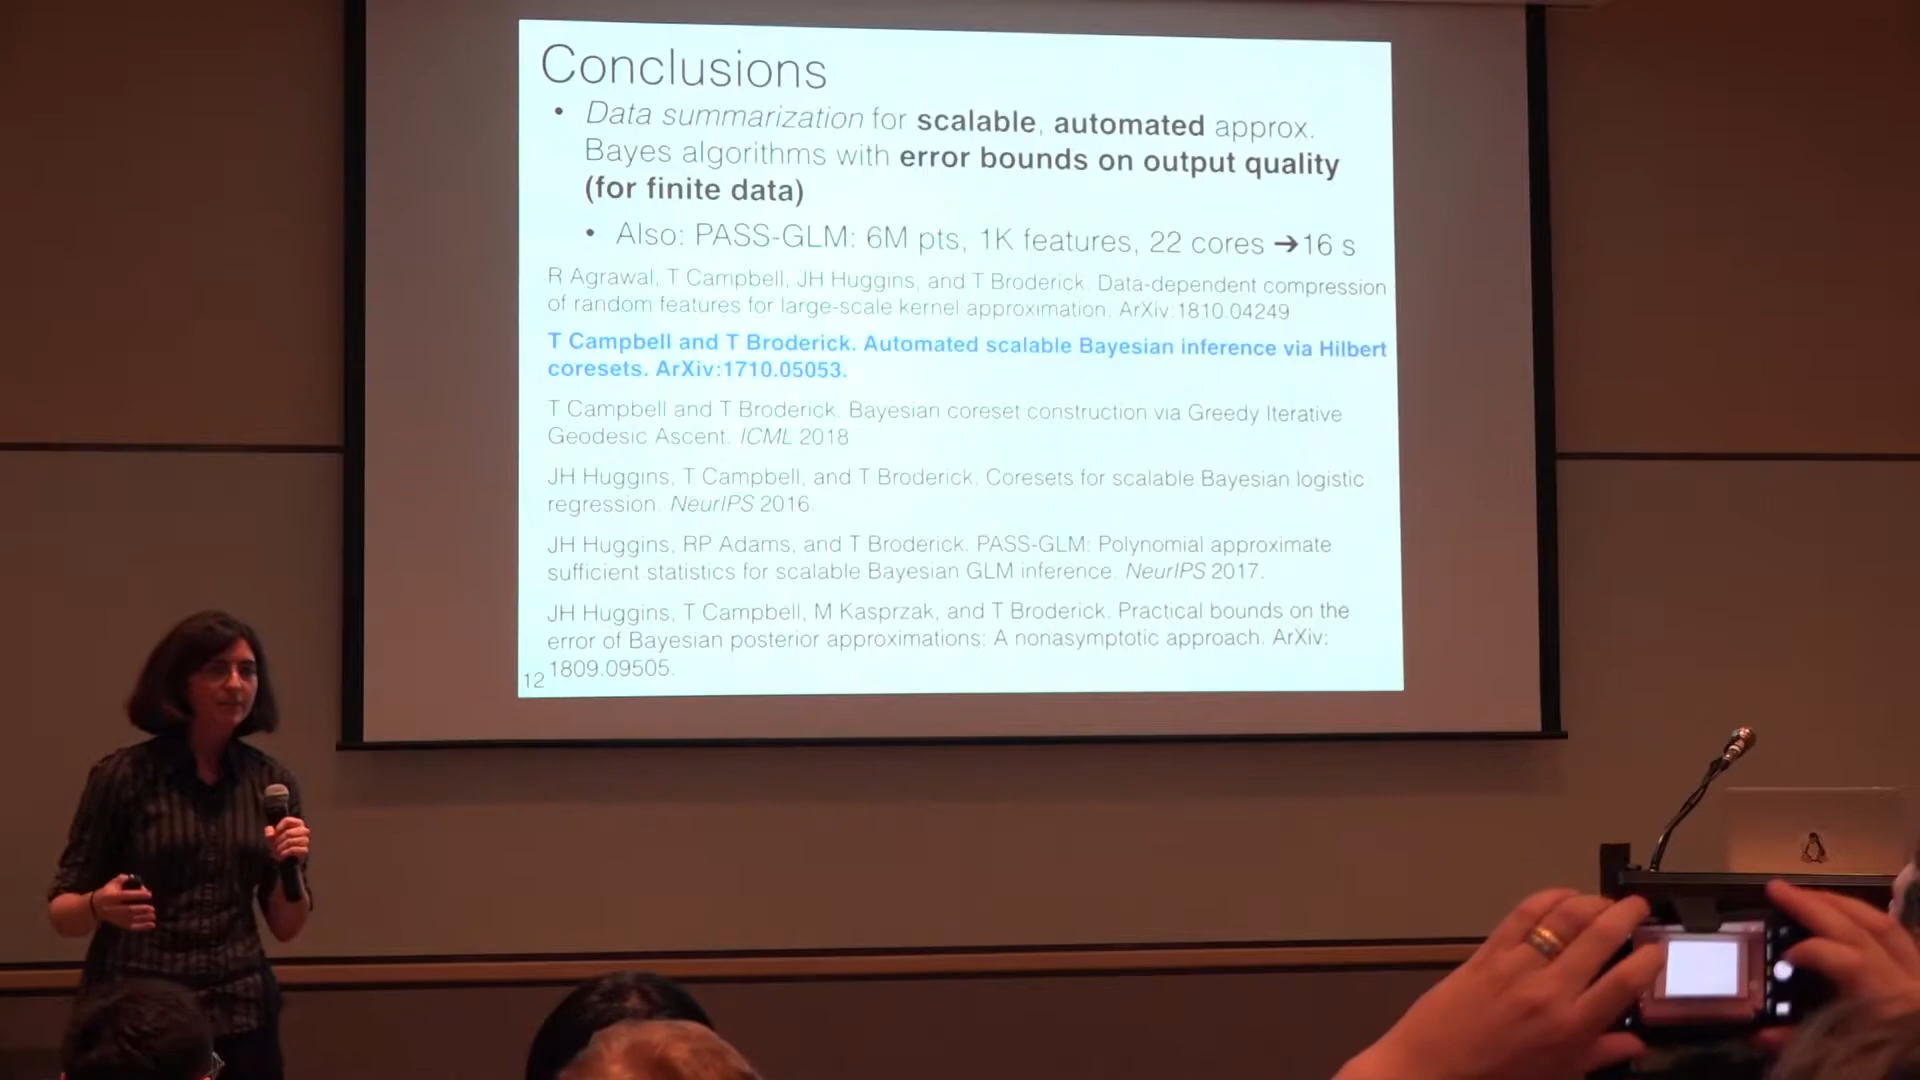 Conclusions
• Data summarization for scalable, automated approx.
Bayes algorithms with error bounds on output quality
(for finite data)
• Also: PASS-GLM: 6M pts, 1K features, 22 cores ➔16 s
R Agrawal, T Campbell, JH Huggins, and T Broderick. Data-dependent compression
of random features for large-scale kernel approximation. ArXiv:1810.04249
T Campbell and T Broderick. Automated scalable Bayesian inference via Hilbert
coresets. ArXiv:1710.05053.
T Campbell and T Broderick. Bayesian coreset construction via Greedy Iterative
Geodesic Ascent. ICML 2018
JH Huggins, T Campbell, and T Broderick. Coresets for scalable Bayesian logistic
regression. NeurIPS 2016.
JH Huggins, RP Adams, and T Broderick. PASS-GLM: Polynomial approximate
sufficient statistics for scalable Bayesian GLM inference. NeurIPS 2017.
JH Huggins, T Campbell, M Kasprzak, and T Broderick. Practical bounds on the
error of Bayesian posterior approximations: A nonasymptotic approach. ArXiv:
1809.09505.
12